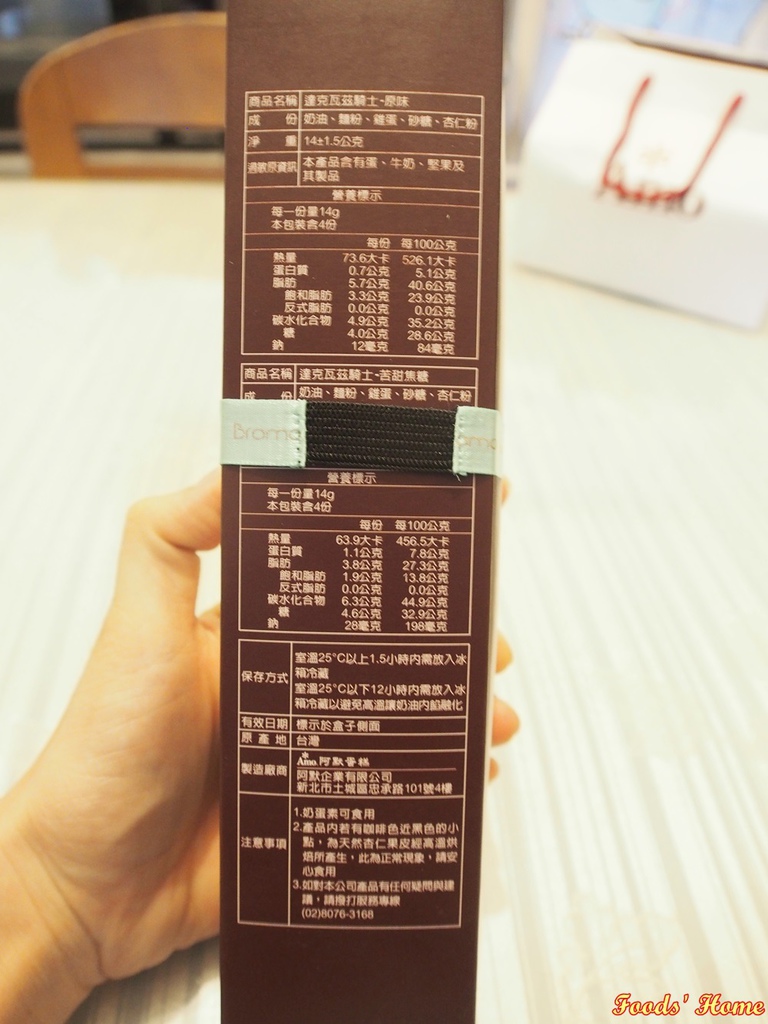 商品名稱 達克瓦茲騎士-原味
成份 奶油、麵粉、雞蛋、砂糖、杏仁粉
淨重 14±1.5公克
過敏原資訊 本產品含有蛋、牛奶、堅果及
其製品
營養標示
每一份量14g
本包裝含4份
每份 每100公克
熱量 73.6大卡 526.1大卡
蛋白質 0.7公克 5.1公克
脂肪 5.7公克 40.6公克
飽和脂肪 3.3公克 23.9公克
反式脂肪 0.0公克 0.0公克
碳水化合物 4.9公克 35.2公克
糖 4.0公克 28.6公克
鈉 12毫克 84毫克
商品名稱 達克瓦茲騎士-苦甜焦糖
成份 奶油、麵粉、雞蛋、砂糖、杏仁粉
營養標示
每一份量14g
本包裝含4份
每份 每100公克
熱量 63.9大卡 456.5大卡
蛋白質 1.1公克 7.8公克
脂肪 3.8公克 27.3公克
飽和脂肪 1.9公克 13.8公克
反式脂肪 0.0公克 0.0公克
碳水化合物 6.3公克 44.9公克
糖 4.6公克 32.9公克
鈉 28毫克 198毫克
保存方式 室溫25°C以上1.5小時內需放入冰
箱冷藏
室溫25°C以下12小時內需放入冰
箱冷藏以避免高溫讓奶油內餡融化
有效日期 標示於盒子側面
原產地 台灣
製造廠商 Amo 阿默蛋糕
阿默企業有限公司
新北市土城區忠承路101號4樓
注意事項 1.奶蛋素可食用
2.產品內若有咖啡色近黑色的小
點，為天然杏仁果皮經高溫烘
焙所產生，此為正常現象，請安
心食用
3.如對本公司產品有任何疑問與建
議，請撥打服務專線
(02)8076-3168
Foods' Home